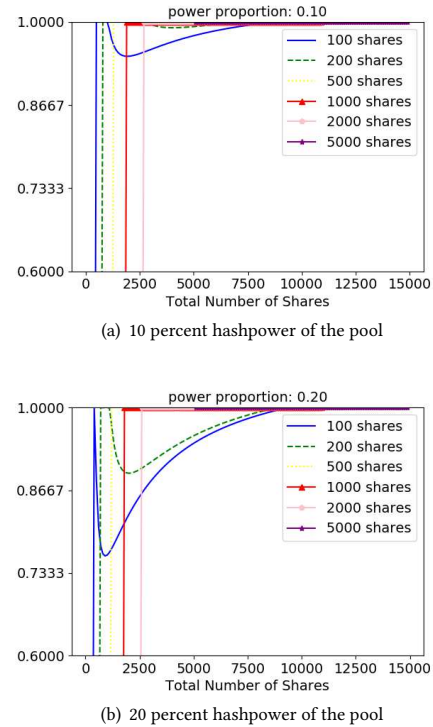 power proportion: 0.10
1.0000
0.8667
0.7333
0.6000
100 shares
200 shares
500 shares
1000 shares
2000 shares
5000 shares
0 2500 5000 7500 10000 12500 15000
Total Number of Shares
(a) 10 percent hashpower of the pool
power proportion: 0.20
1.0000
0.8667
0.7333
0.6000
100 shares
200 shares
500 shares
1000 shares
2000 shares
5000 shares
0 2500 5000 7500 10000 12500 15000
Total Number of Shares
(b) 20 percent hashpower of the pool